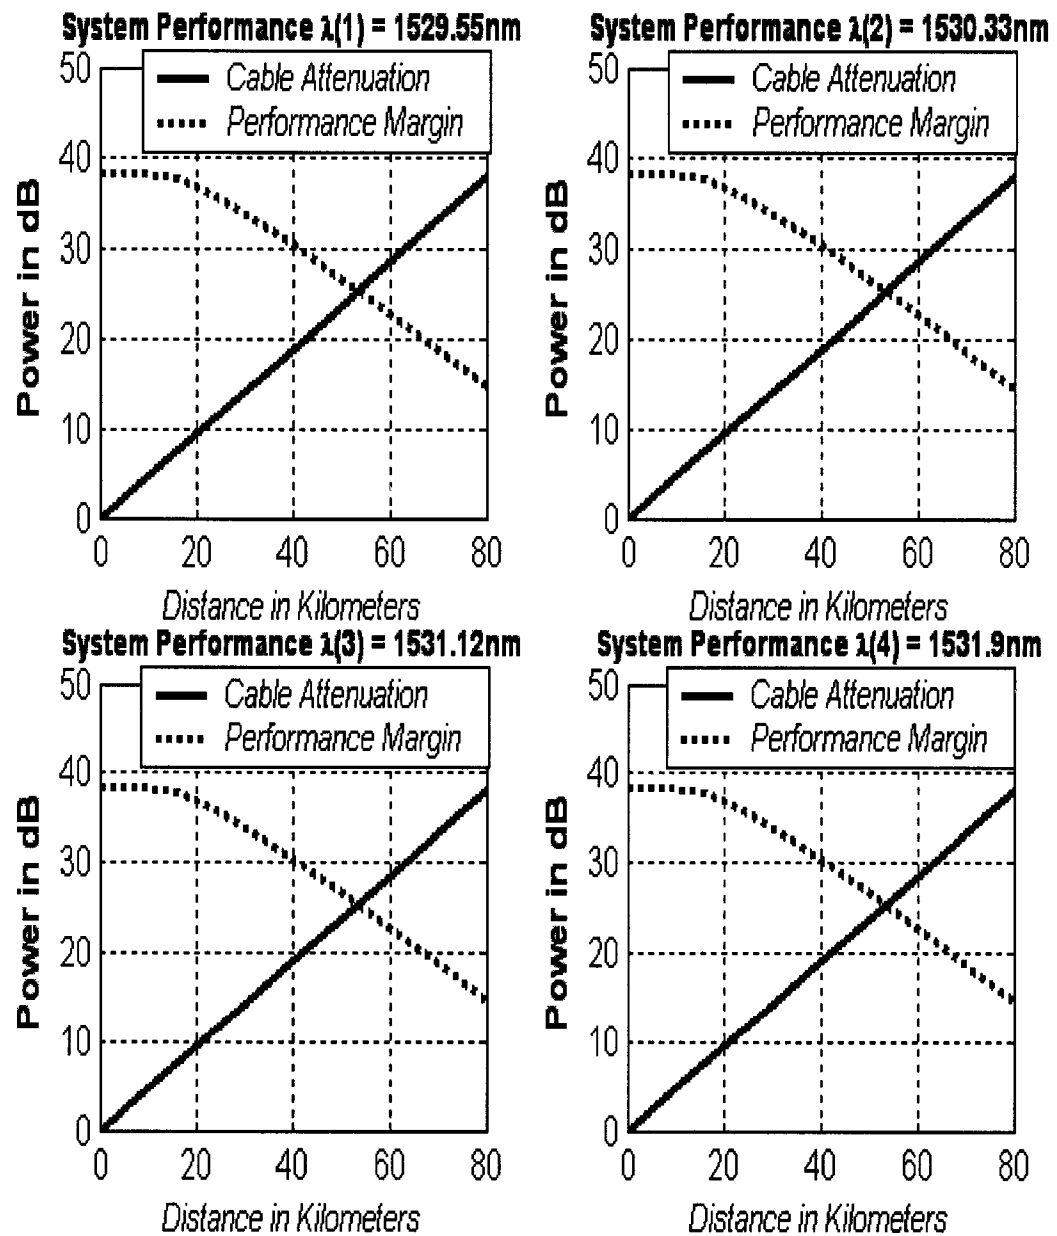 System Performance λ(1) = 1529.55nm
Cable Attenuation
Performance Margin
50
40
30
20
10
0
Power in dB
0 20 40 60 80
Distance in Kilometers
System Performance λ(2) = 1530.33nm
Cable Attenuation
Performance Margin
50
40
30
20
10
0
Power in dB
0 20 40 60 80
Distance in Kilometers
System Performance λ(3) = 1531.12nm
Cable Attenuation
Performance Margin
50
40
30
20
10
0
Power in dB
0 20 40 60 80
Distance in Kilometers
System Performance λ(4) = 1531.9nm
Cable Attenuation
Performance Margin
50
40
30
20
10
0
Power in dB
0 20 40 60 80
Distance in Kilometers